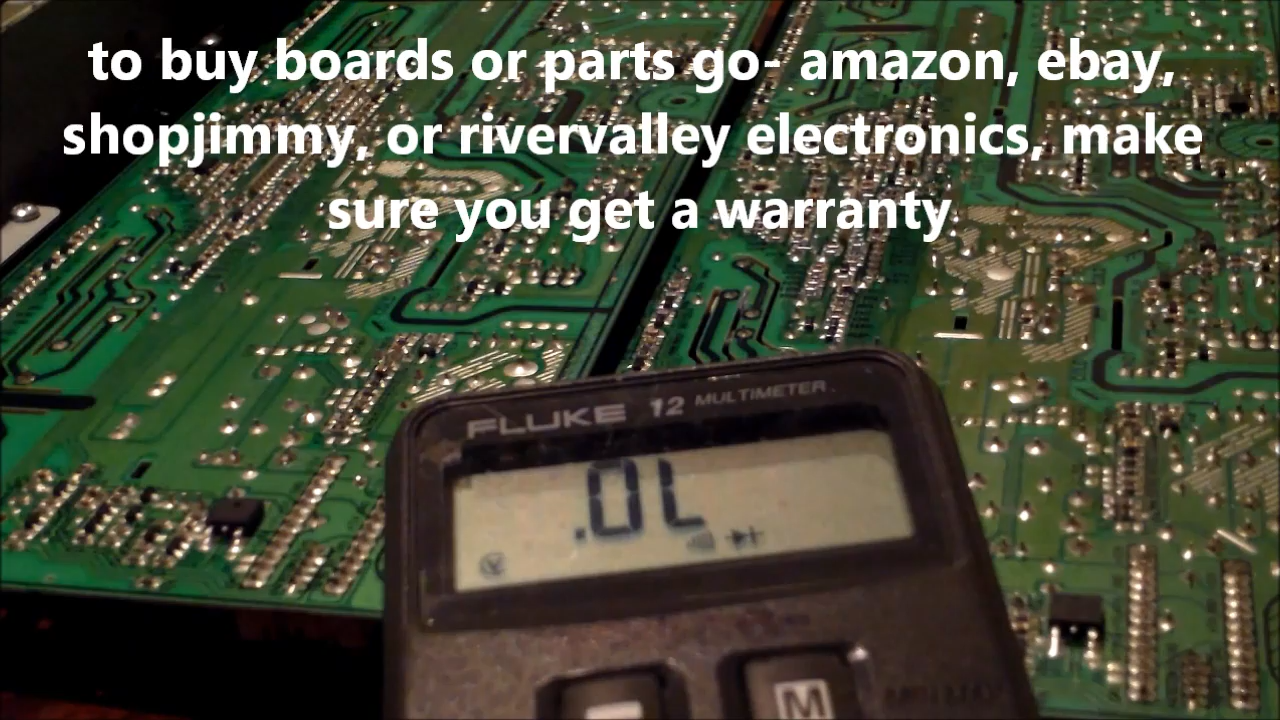 to buy boards or parts go- amazon, ebay,
shopjimmy, or rivervalley electronics, make
sure you get a warranty
FLUKE 12 MULTIMETER
.0L
V
M